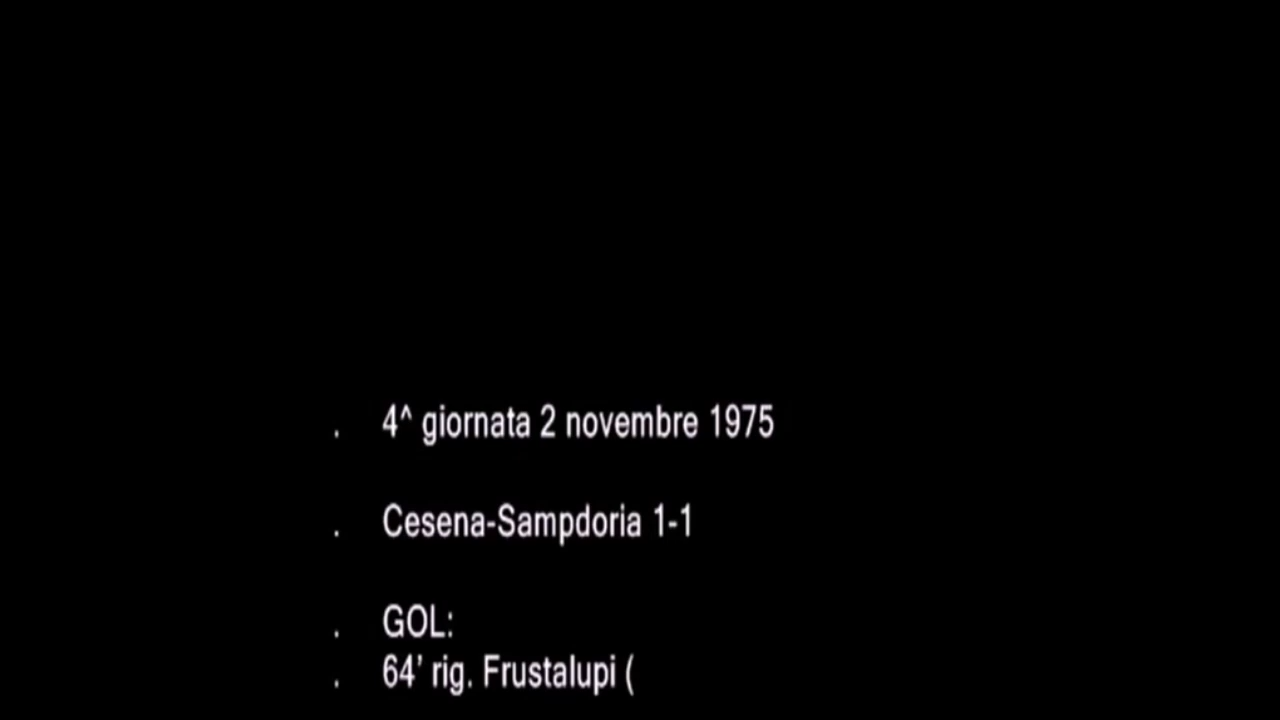 . 4^ giornata 2 novembre 1975
. Cesena-Sampdoria 1-1
. GOL:
. 64' rig. Frustalupi (